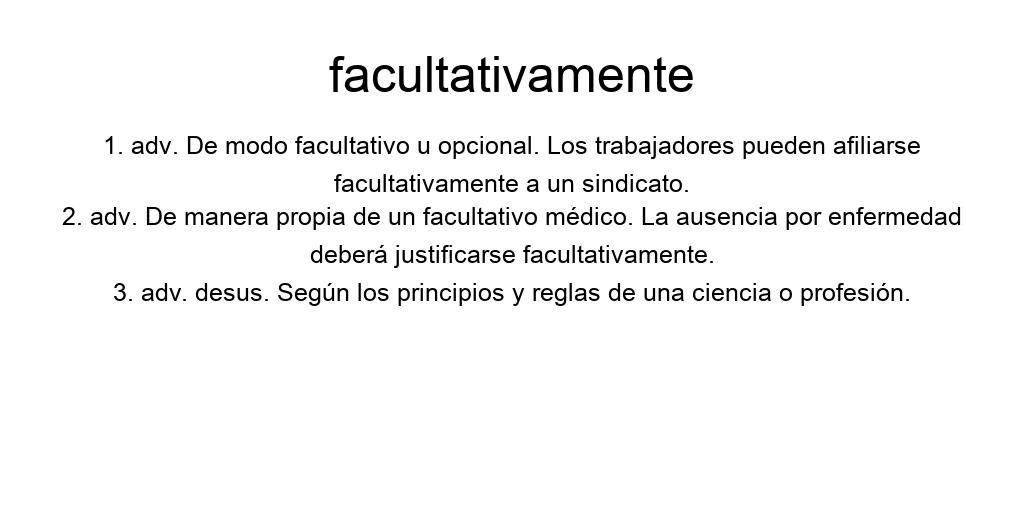 facultativamente
1. adv. De modo facultativo u opcional. Los trabajadores pueden afiliarse
facultativamente a un sindicato.
2. adv. De manera propia de un facultativo médico. La ausencia por enfermedad
deberá justificarse facultativamente.
3. adv. desus. Según los principios y reglas de una ciencia o profesión.